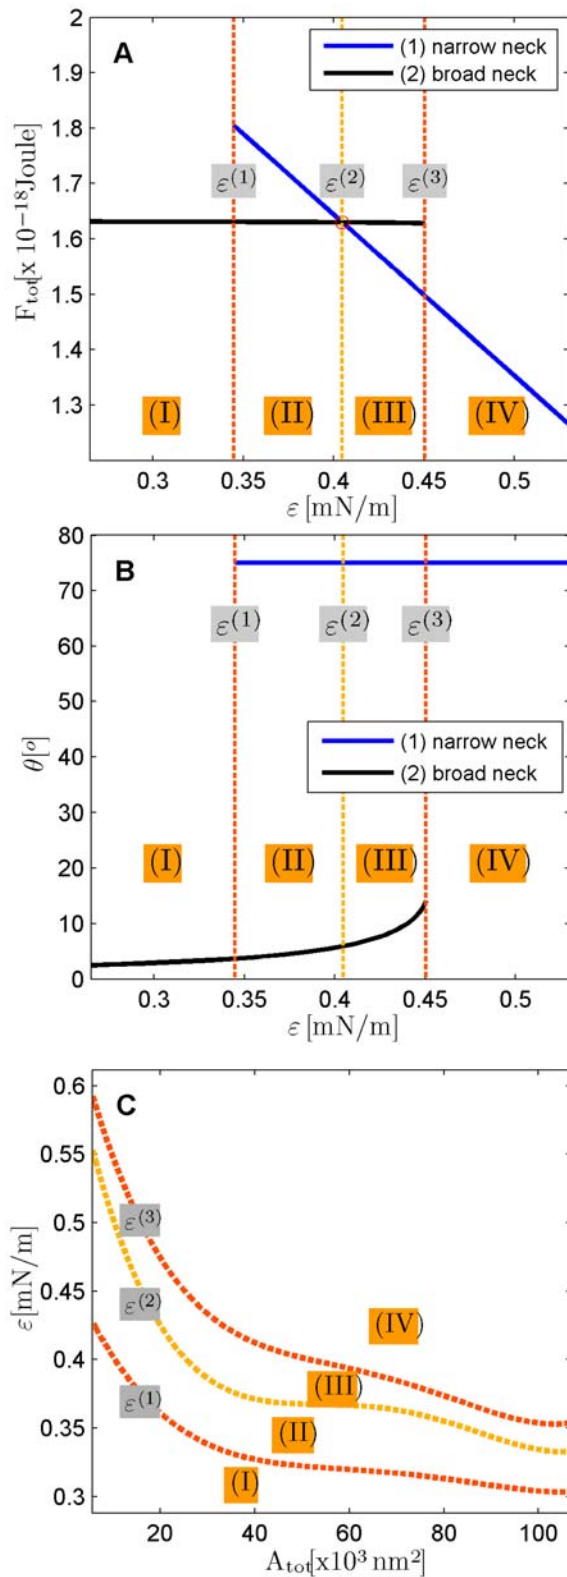 A
(1) narrow neck
(2) broad neck
2
1.9
1.8
1.7
1.6
1.5
1.4
1.3
F_tot[x 10^−18 Joule]
ε^(1) ε^(2) ε^(3)
(I) (II) (III) (IV)
0.3 0.35 0.4 0.45 0.5
ε [mN/m]
B
80
70
60
50
40
30
20
10
0
θ[o]
ε^(1) ε^(2) ε^(3)
(1) narrow neck
(2) broad neck
(I) (II) (III) (IV)
0.3 0.35 0.4 0.45 0.5
ε [mN/m]
C
0.6
0.55
0.5
0.45
0.4
0.35
0.3
ε[mN/m]
ε^(3)
ε^(2)
ε^(1)
(IV)
(III)
(II)
(I)
20 40 60 80 100
A_tot[x10^3 nm^2]